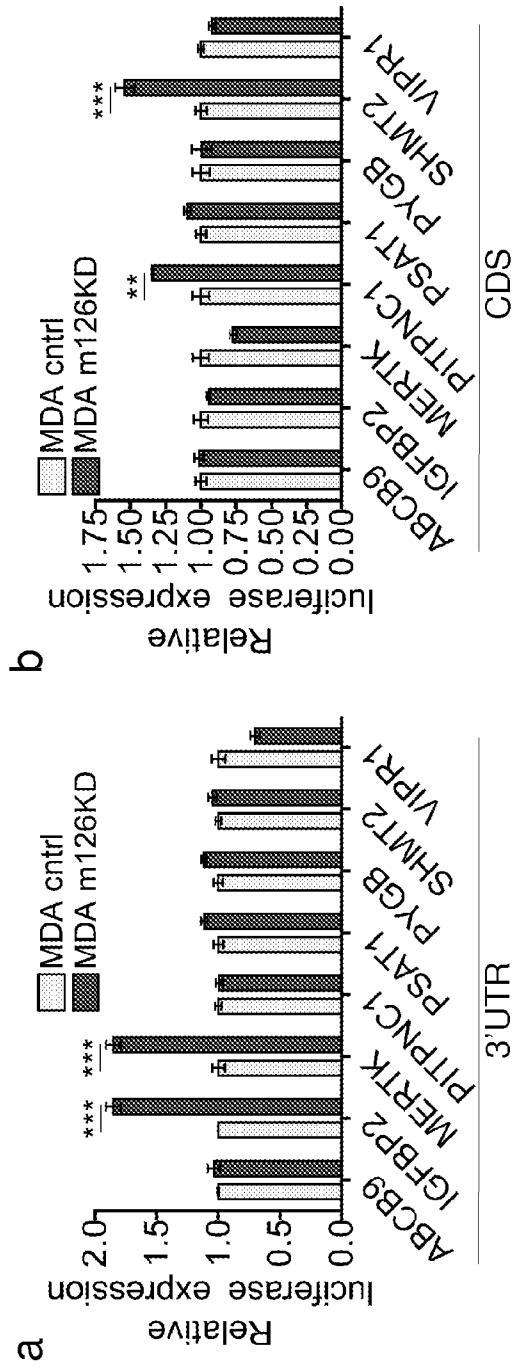 a
Relative
luciferase expression
2.0
1.5
1.0
0.5
0.0
MDA cntrl
MDA m126KD
***
***
ABCB9
IGFBP2
MERTK
PITPNC1
PSAT1
PYGB
SHMT2
VIPR1
3'UTR
b
Relative
luciferase expression
1.75
1.50
1.25
1.00
0.75
0.50
0.25
0.00
MDA cntrl
MDA m126KD
**
***
ABCB9
IGFBP2
MERTK
PITPNC1
PSAT1
PYGB
SHMT2
VIPR1
CDS